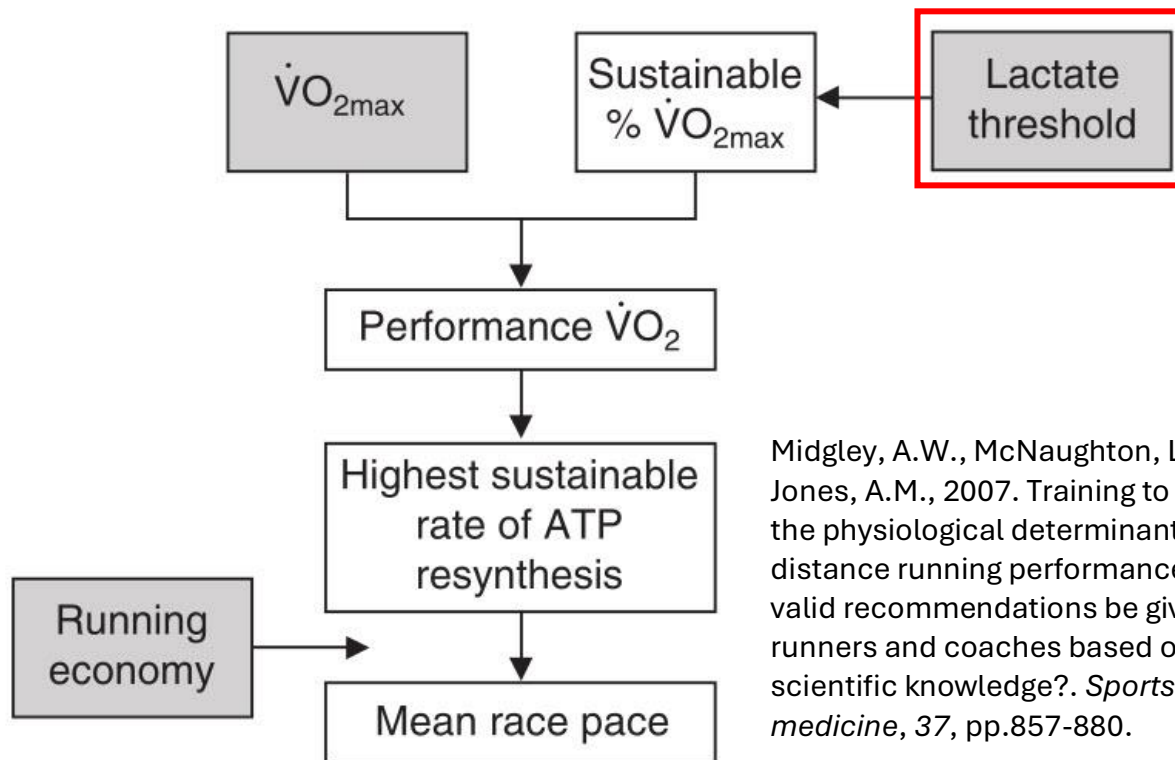 V̇O₂max
Sustainable
% V̇O₂max
Lactate
threshold
Performance V̇O₂
Highest sustainable
rate of ATP
resynthesis
Running
economy
Mean race pace
Midgley, A.W., McNaughton,
Jones, A.M., 2007. Training to
the physiological
distance running performance
valid recommendations be
runners and coaches based
scientific knowledge?. Sports
medicine, 37, pp.857-880.